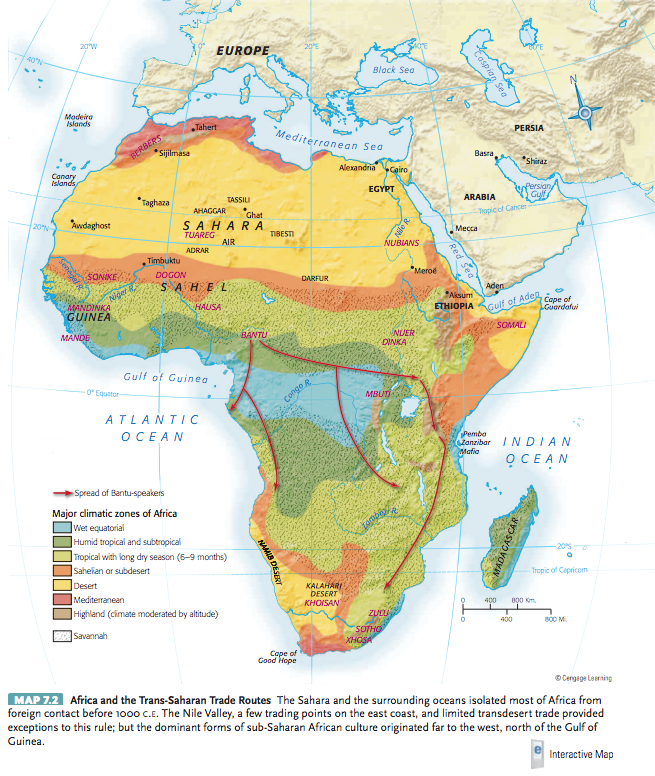 EUROPE
20°W
0°
20°E
40°E
60°E
40°N
Black Sea
Caspian Sea
N
Madeira
Islands
Tahert
BERBERS
Sijilmasa
Mediterranean Sea
PERSIA
Basra
Shiraz
Alexandria
Cairo
Canary
Islands
EGYPT
ARABIA
Persian
Gulf
Taghaza
TASSILI
AHAGGAR
Ghat
Tropic of Cancer
Awdaghost
20°N
SAHARA
TUAREG
AIR
TIBESTI
Nile R.
NUBIANS
Mecca
Red Sea
ADRAR
Timbuktu
Senegal R.
SONIKE
DOGON
DARFUR
Meroë
SAHEL
Niger R.
Aksum
Aden
Gulf of Aden
ETHIOPIA
Cape of
Guardafui
MANDINKA
GUINEA
HAUSA
SOMALI
MANDE
BANTU
NUER
DINKA
Gulf of Guinea
Congo R.
MBUTI
0° Equator
ATLANTIC
OCEAN
Pemba
Zanzibar
Mafia
INDIAN
OCEAN
Zambezi R.
MADAGASCAR
20°S
Tropic of Capricorn
NAMIB DESERT
KALAHARI
DESERT
KHOISAN
ZULU
SOTHO
XHOSA
Cape of
Good Hope
Spread of Bantu-speakers
Major climatic zones of Africa
Wet equatorial
Humid tropical and subtropical
Tropical with long dry season (6–9 months)
Sahelian or subdesert
Desert
Mediterranean
Highland (climate moderated by altitude)
Savannah
0 400 800 Km.
0 400 800 Mi.
© Cengage Learning
MAP 7.2 Africa and the Trans-Saharan Trade Routes The Sahara and the surrounding oceans isolated most of Africa from
foreign contact before 1000 C.E. The Nile Valley, a few trading points on the east coast, and limited transdesert trade provided
exceptions to this rule; but the dominant forms of sub-Saharan African culture originated far to the west, north of the Gulf of
Guinea.
e Interactive Map